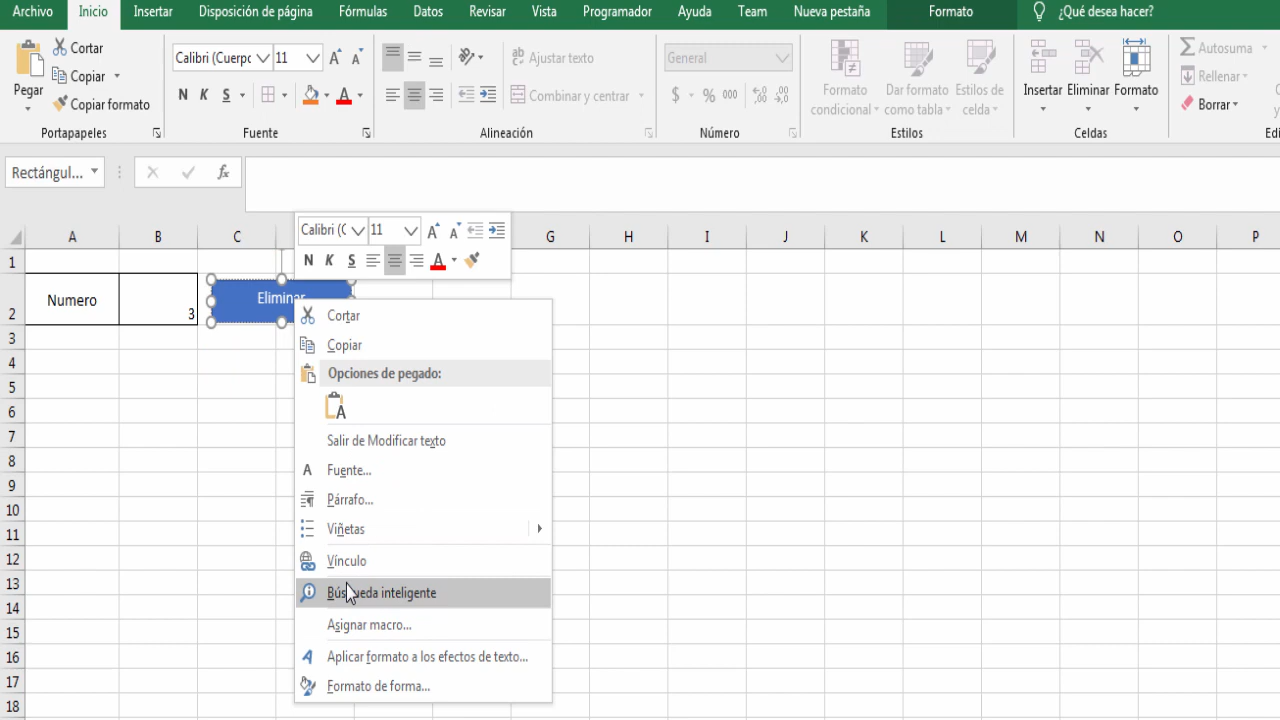 Archivo Inicio Insertar Disposición de página Fórmulas Datos Revisar Vista Programador Ayuda Team Nueva pestaña Formato ¿Qué desea hacer?
Pegar
Cortar
Copiar
Copiar formato
Portapapeles
Calibri (Cuerpc 11
N K S
Fuente
Ajustar texto
Combinar y centrar
Alineación
General
$ % 000
Número
Formato condicional
Dar formato como tabla
Estilos de celda
Estilos
Insertar Eliminar Formato
Celdas
Autosuma
Rellenar
Borrar
Edi
Rectángul... fx
Calibri (C 11
N K S
A B C G H I J K L M N O P
1
2 Numero 3 Eliminar
3
4
5
6
7
8
9
10
11
12
13
14
15
16
17
18
Cortar
Copiar
Opciones de pegado:
Salir de Modificar texto
Fuente...
Párrafo...
Viñetas
Vínculo
Búsqueda inteligente
Asignar macro...
Aplicar formato a los efectos de texto...
Formato de forma...